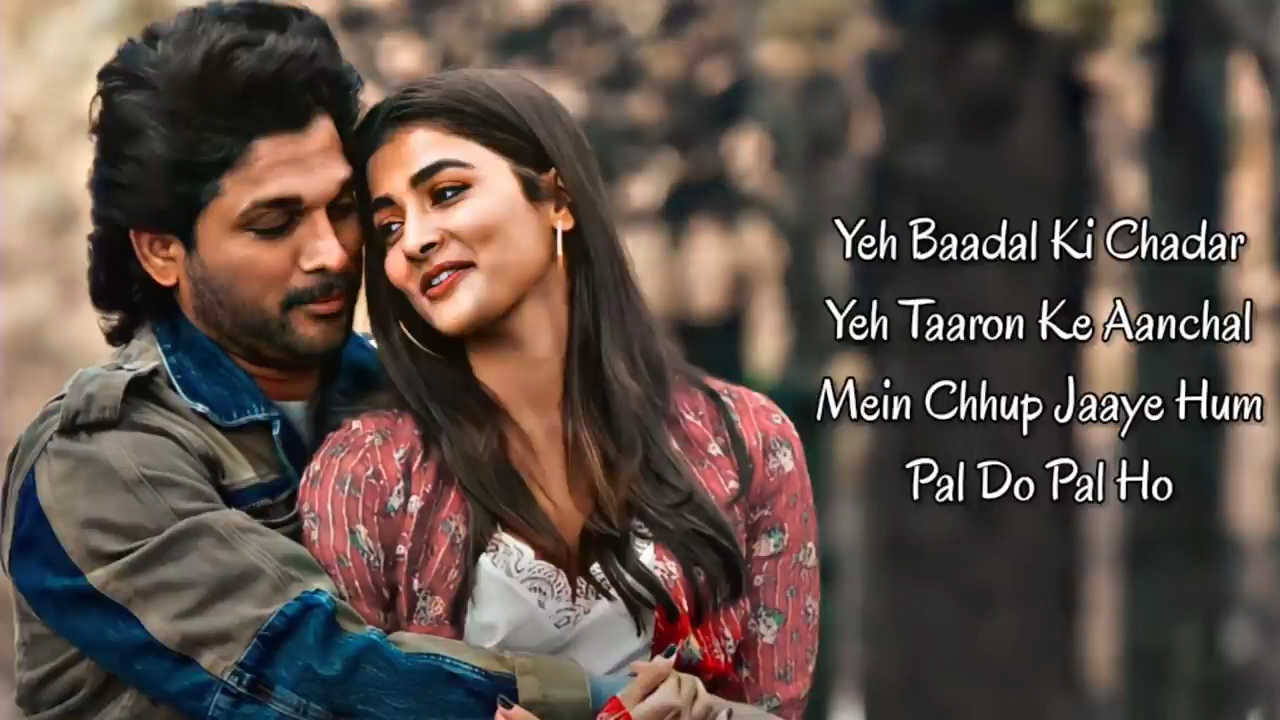 Yeh Baadal Ki Chadar
Yeh Taaron Ke Aanchal
Mein Chhup Jaaye Hum
Pal Do Pal Ho